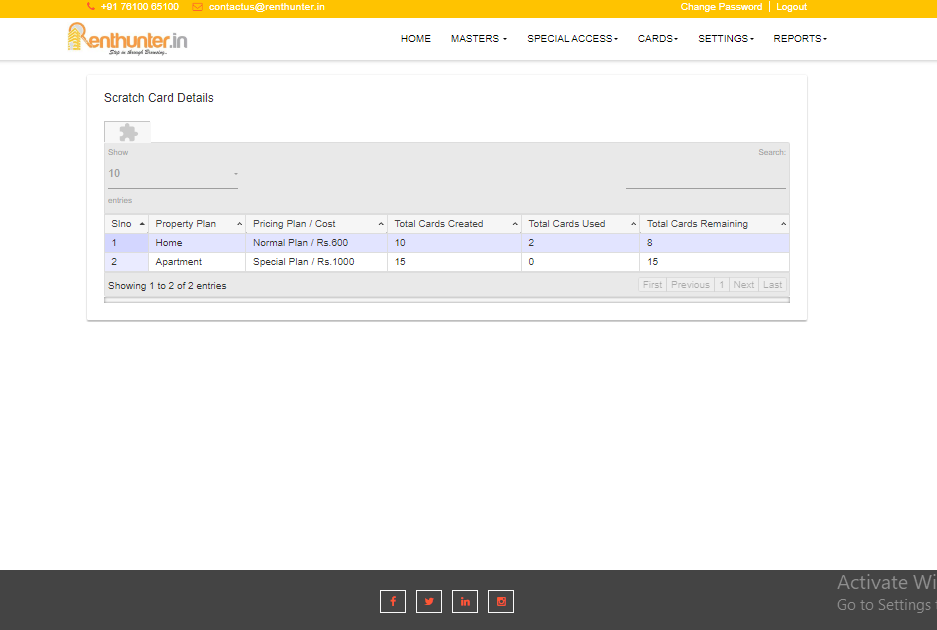 +91 76100 65100 contactus@renthunter.in Change Password Logout
Renthunter.in
Step in through Browsing..
HOME MASTERS SPECIAL ACCESS CARDS SETTINGS REPORTS
Scratch Card Details
Show Search:
10
entries
Slno Property Plan Pricing Plan / Cost Total Cards Created Total Cards Used Total Cards Remaining
1 Home Normal Plan / Rs.600 10 2 8
2 Apartment Special Plan / Rs.1000 15 0 15
Showing 1 to 2 of 2 entries First Previous 1 Next Last
Activate Wi
Go to Settings